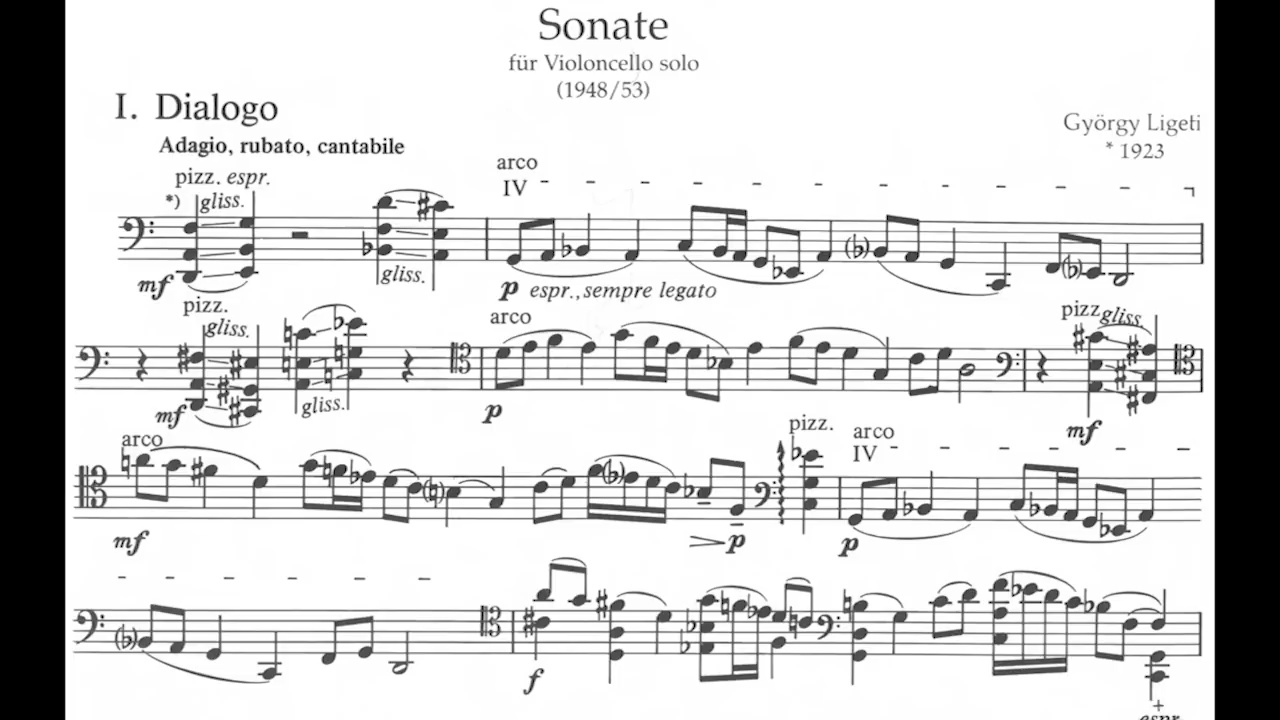 Sonate
für Violoncello solo
(1948/53)
I. Dialogo
György Ligeti
* 1923
Adagio, rubato, cantabile
pizz. espr.
*) gliss.
arco
IV
gliss.
mf
p espr., sempre legato
pizz.
gliss.
arco
pizz.
gliss.
gliss.
mf
p
mf
arco
pizz.
arco
IV
mf
p
p
f
+
espr.